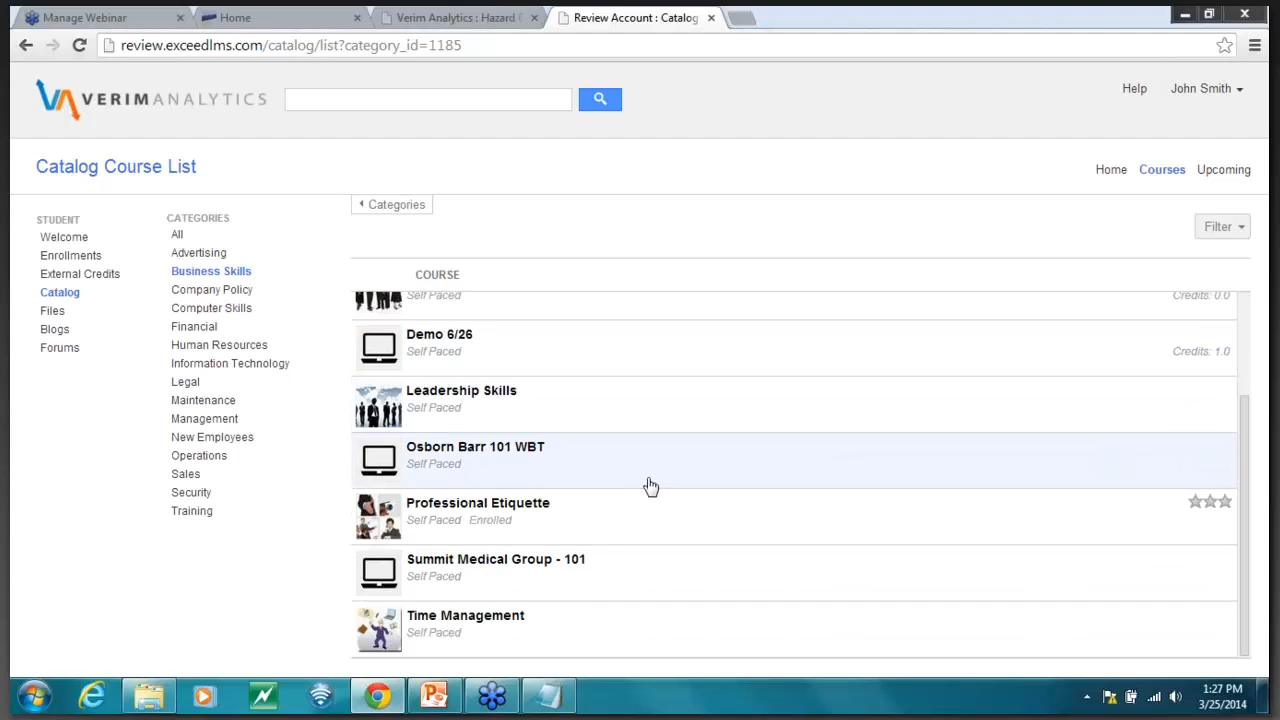 Manage Webinar
Home
Verim Analytics : Hazard
Review Account : Catalog
review.exceedlms.com/catalog/list?category_id=1185
VERIMANALYTICS
Help
John Smith
Catalog Course List
Home Courses Upcoming
STUDENT
Welcome
Enrollments
External Credits
Catalog
Files
Blogs
Forums
CATEGORIES
All
Advertising
Business Skills
Company Policy
Computer Skills
Financial
Human Resources
Information Technology
Legal
Maintenance
Management
New Employees
Operations
Sales
Security
Training
Categories
Filter
COURSE
Self Paced
Credits: 0.0
Demo 6/26
Self Paced
Credits: 1.0
Leadership Skills
Self Paced
Osborn Barr 101 WBT
Self Paced
Professional Etiquette
Self Paced Enrolled
Summit Medical Group - 101
Self Paced
Time Management
Self Paced
1:27 PM
3/25/2014